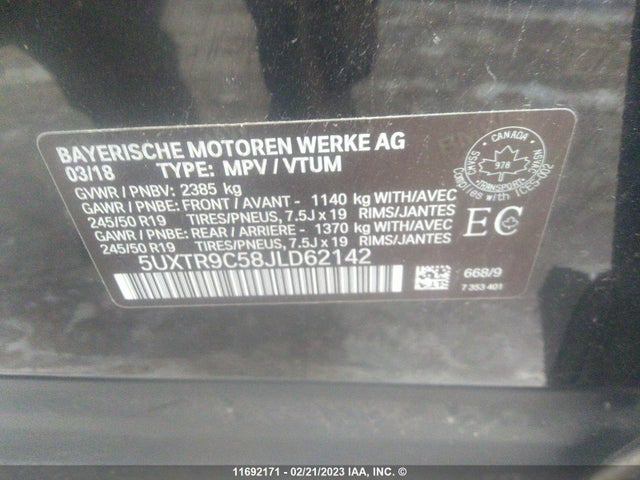 BAYERISCHE MOTOREN WERKE AG
03/18 TYPE: MPV / VTUM
GVWR / PNBV: 2385 kg
GAWR / PNBE: FRONT / AVANT - 1140 kg WITH/AVEC
245/50 R19 TIRES/PNEUS, 7.5J x 19 RIMS/JANTES
GAWR / PNBE: REAR / ARRIERE - 1370 kg WITH/AVEC
245/50 R19 TIRES/PNEUS, 7.5J x 19 RIMS/JANTES
5UXTR9C58JLD62142
CANADA
978
TRANSPORT
EC
668/9
7 353 401
11692171 - 02/21/2023 IAA, INC. ©